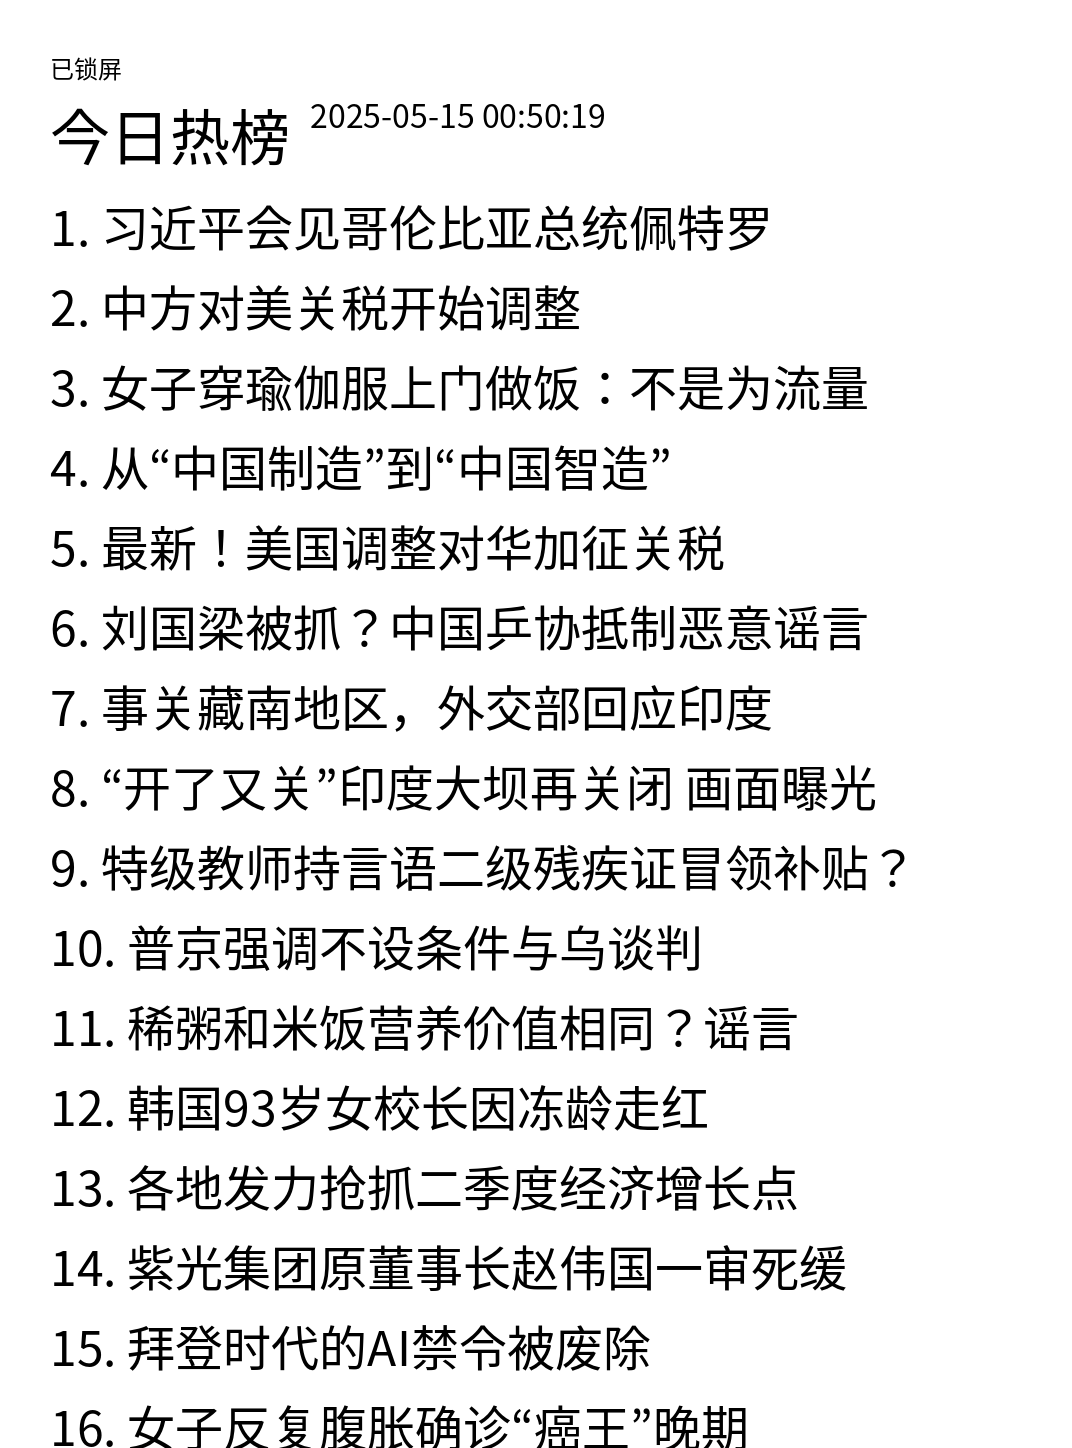 已锁屏
今日热榜 2025-05-15 00:50:19
1. 习近平会见哥伦比亚总统佩特罗
2. 中方对美关税开始调整
3. 女子穿瑜伽服上门做饭：不是为流量
4. 从“中国制造”到“中国智造”
5. 最新！美国调整对华加征关税
6. 刘国梁被抓？中国乒协抵制恶意谣言
7. 事关藏南地区，外交部回应印度
8. “开了又关”印度大坝再关闭 画面曝光
9. 特级教师持言语二级残疾证冒领补贴？
10. 普京强调不设条件与乌谈判
11. 稀粥和米饭营养价值相同？谣言
12. 韩国93岁女校长因冻龄走红
13. 各地发力抢抓二季度经济增长点
14. 紫光集团原董事长赵伟国一审死缓
15. 拜登时代的AI禁令被废除
16. 女子反复腹胀确诊“癌王”晚期